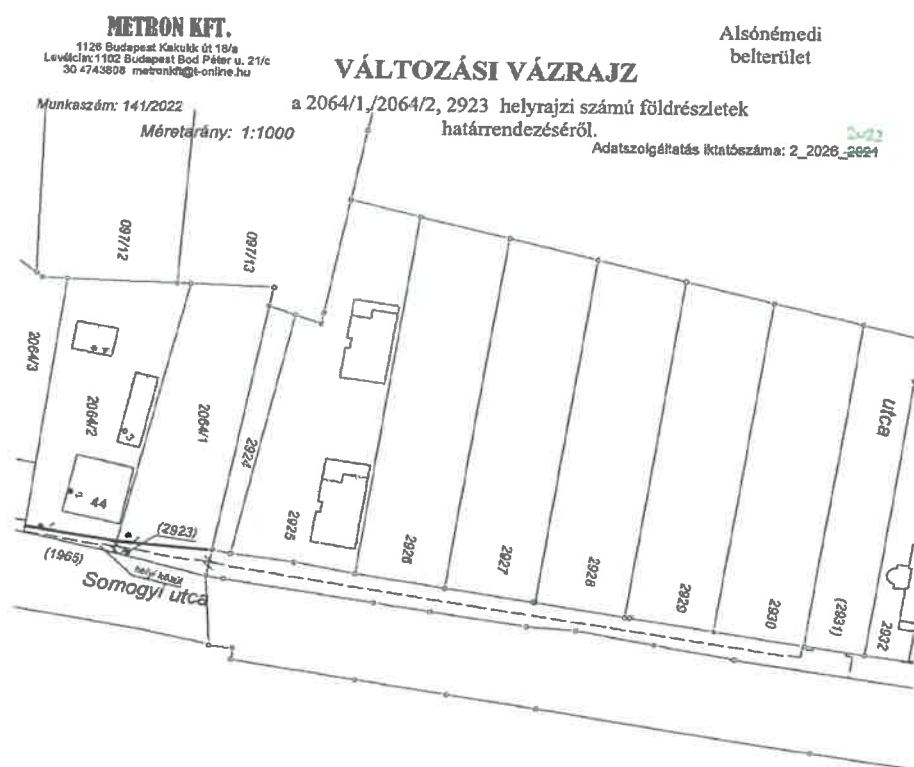 METRON KFT.
1126 Budapest Kakukk út 18/a
Levélcím:1102 Budapest Bod Péter u. 21/c
30 4743808 metronkft@t-online.hu
Alsónémedi
belterület
VÁLTOZÁSI VÁZRAJZ
Munkaszám: 141/2022
a 2064/1,/2064/2, 2923 helyrajzi számú földrészletek
határrendezéséről.
Méretarány: 1:1000
2022
Adatszolgáltatás iktatószáma: 2_2026_2021
097/12
097/13
2064/3
2064/2
2064/1
2924
utca
44
(2923)
2925
2926
2927
2928
2929
2930
(2931)
2932
(1965)
helyi közút
Somogyi utca